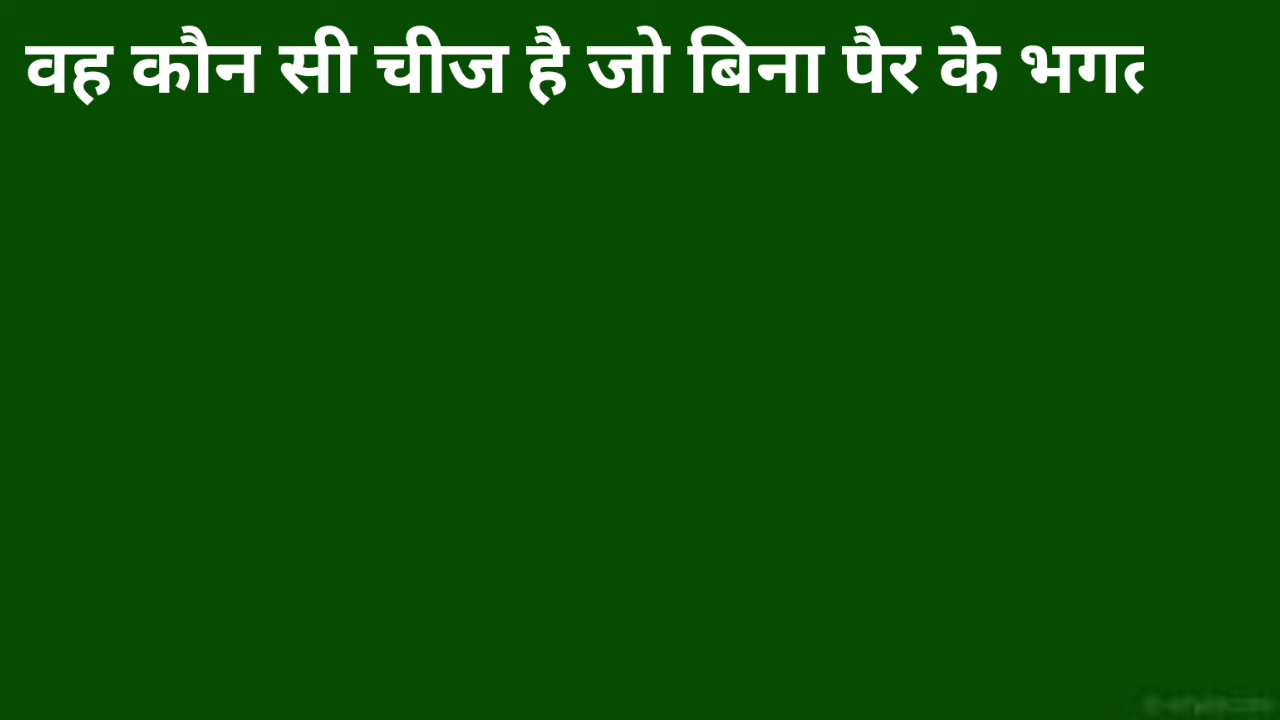 वह कौन सी चीज है जो बिना पैर के भगत